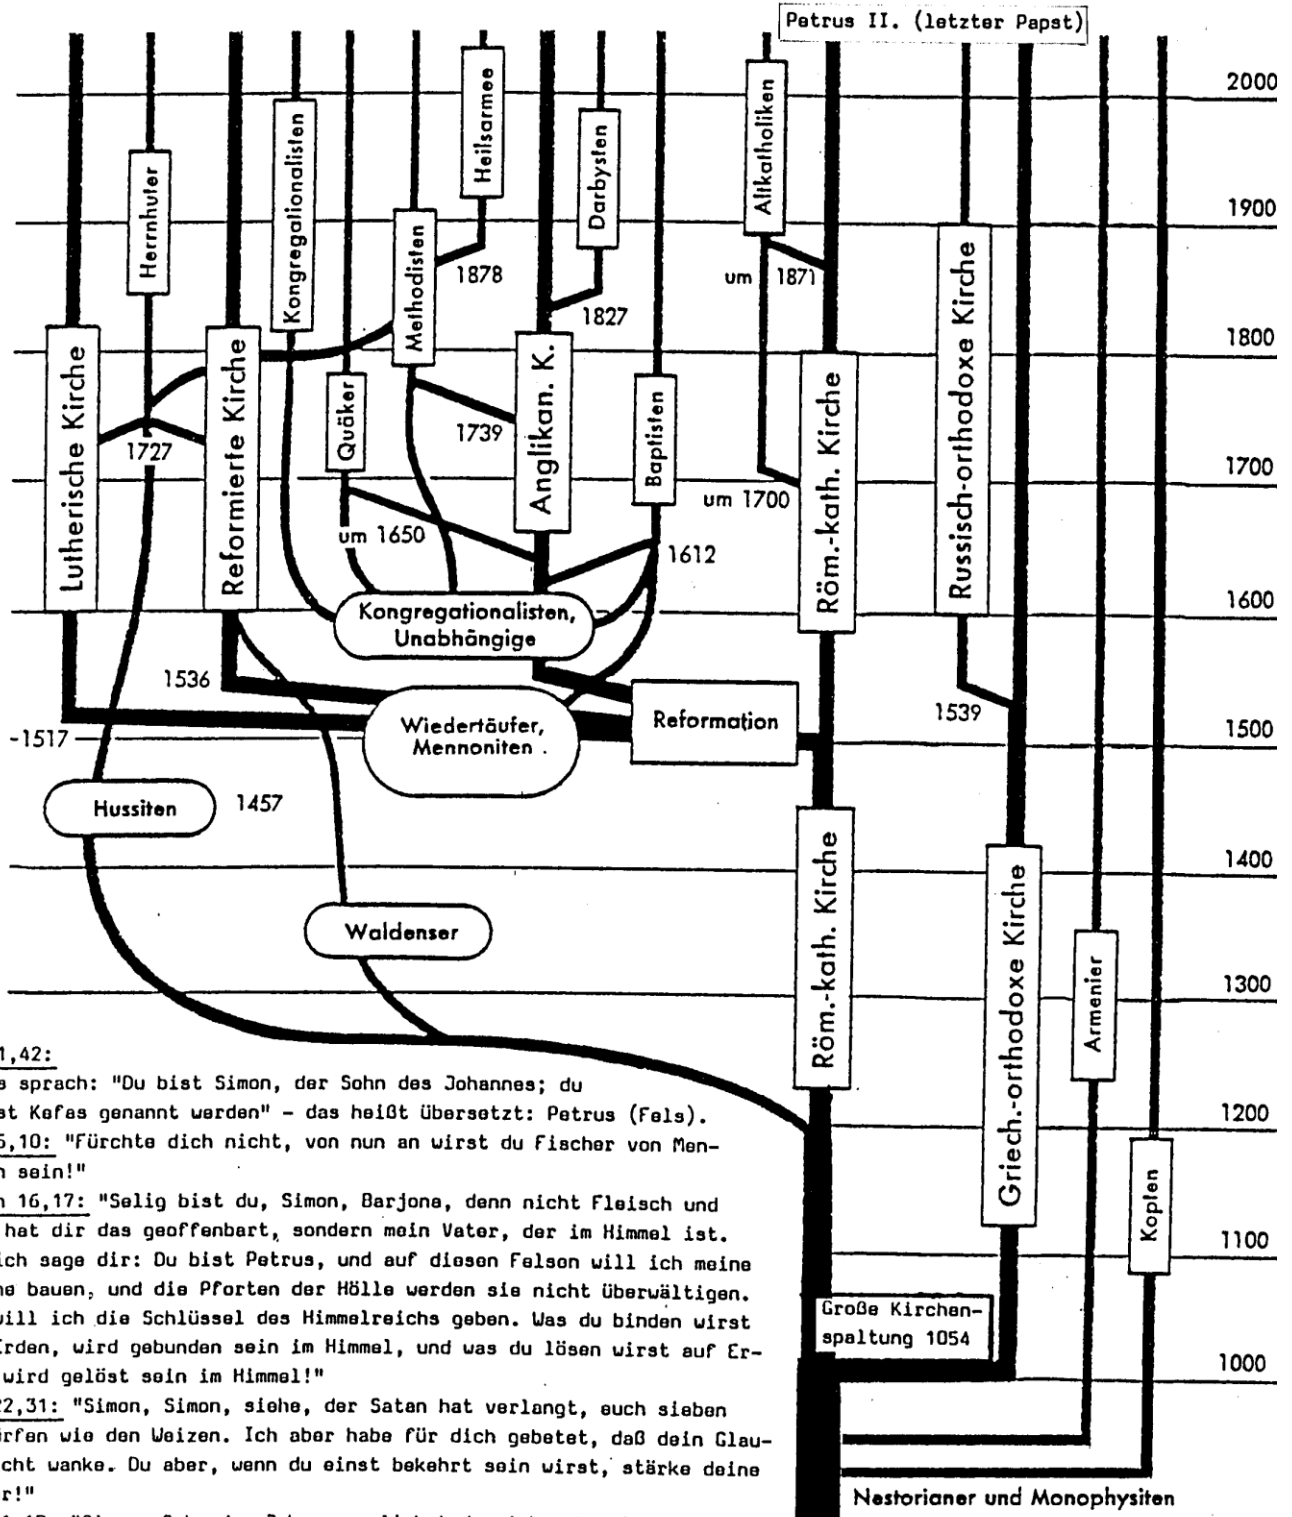 Petrus II. (letzter Papst)
2000
1900
1800
1700
1600
1500
1400
1300
1200
1100
1000
Lutherische Kirche
Herrnhuter
Reformierte Kirche
Kongregationalisten
Quäker
Methodisten
Heilsarmee
Anglikan. K.
Darbysten
Baptisten
Altkatholiken
Röm.-kath. Kirche
Russisch-orthodoxe Kirche
1878
1827
um 1871
1727
1739
um 1700
um 1650
1612
Kongregationalisten,
Unabhängige
1536
Wiedertäufer,
Mennoniten .
Reformation
1539
-1517
Hussiten
1457
Waldenser
Röm.-kath. Kirche
Griech.-orthodoxe Kirche
Armenier
Kopten
Große Kirchen-
spaltung 1054
Nestorianer und Monophysiten
1,42:
s sprach: "Du bist Simon, der Sohn des Johannes; du
st Kefas genannt werden" - das heißt übersetzt: Petrus (Fels).
5,10: "Fürchte dich nicht, von nun an wirst du Fischer von Men-
n sein!"
n 16,17: "Selig bist du, Simon, Barjona, denn nicht Fleisch und
hat dir das geoffenbart, sondern mein Vater, der im Himmel ist.
ich sage dir: Du bist Petrus, und auf diesen Felsen will ich meine
he bauen, und die Pforten der Hölle werden sie nicht überwältigen.
will ich die Schlüssel des Himmelreichs geben. Was du binden wirst
Erden, wird gebunden sein im Himmel, und was du lösen wirst auf Er-
wird gelöst sein im Himmel!"
22,31: "Simon, Simon, siehe, der Satan hat verlangt, euch sieben
ürfen wie den Weizen. Ich aber habe für dich gebetet, daß dein Glau-
icht wanke. Du aber, wenn du einst bekehrt sein wirst, stärke deine
r!"